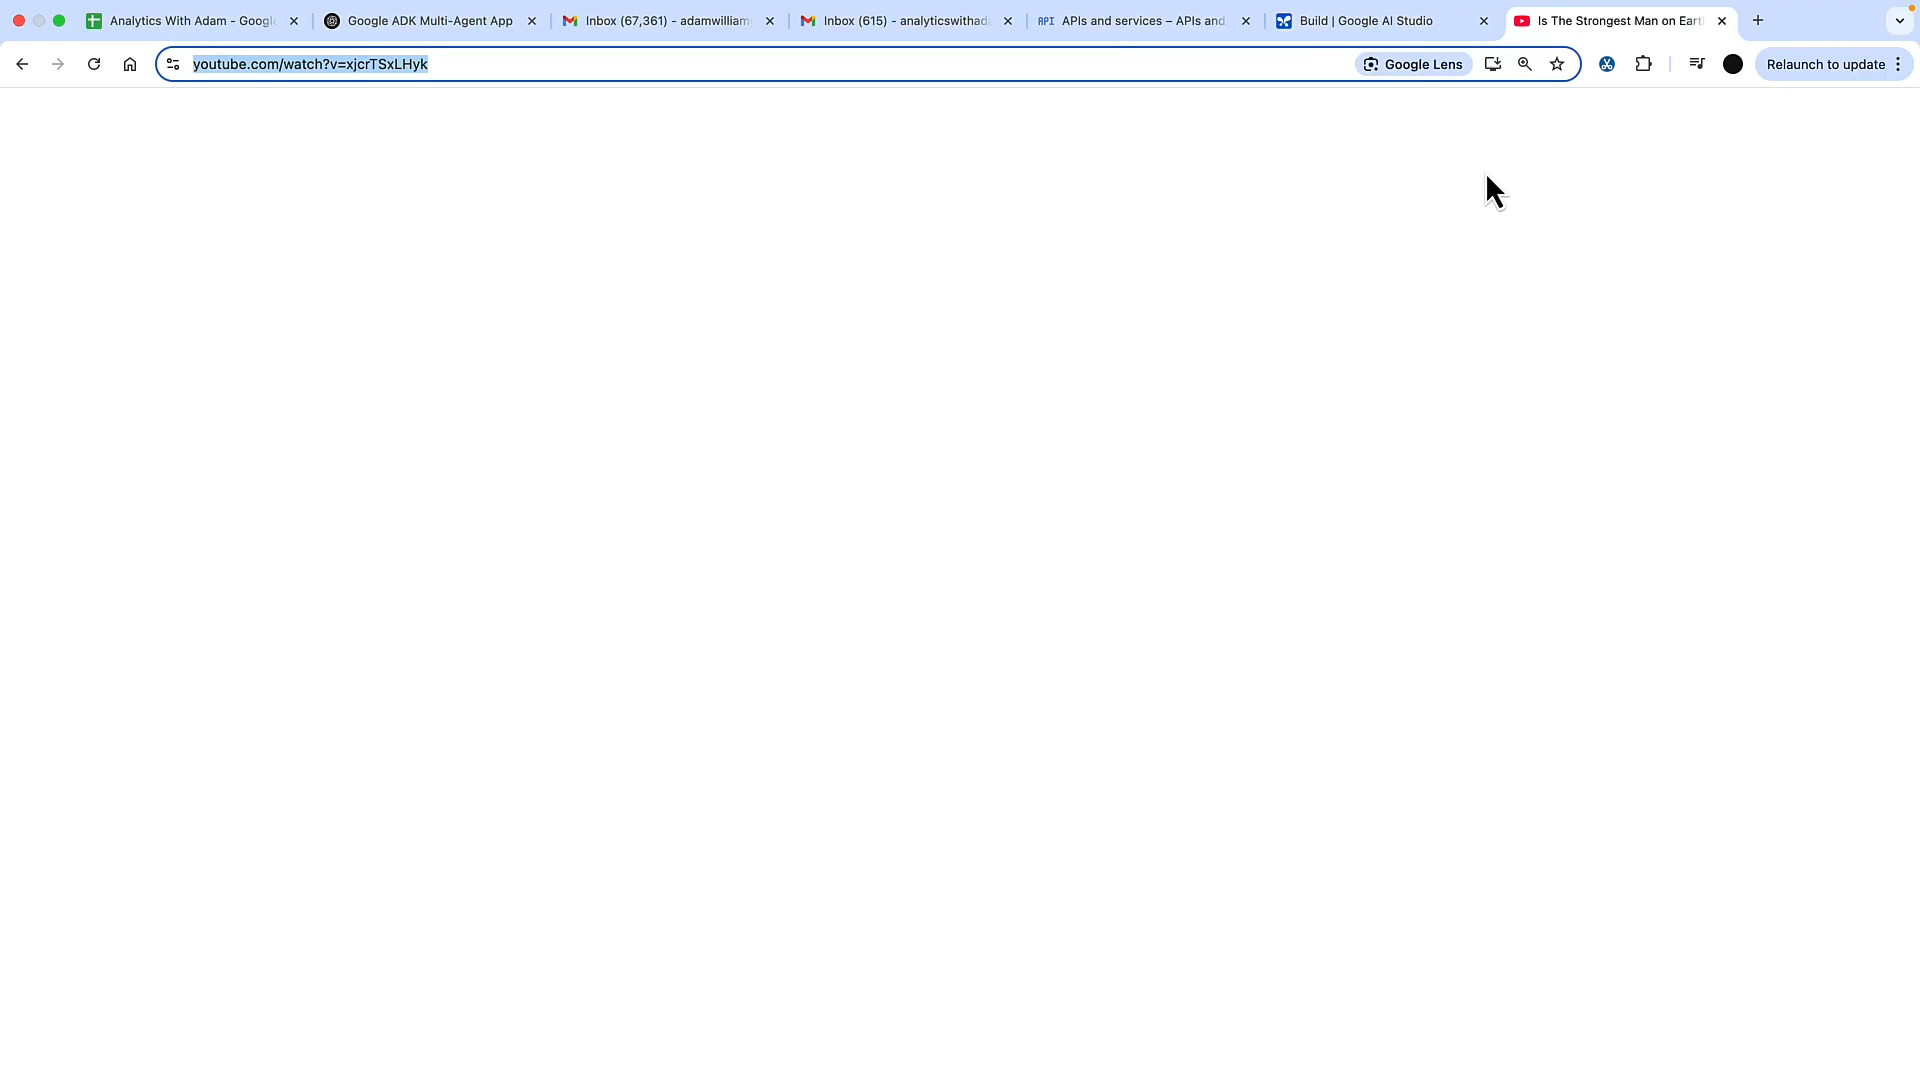 Analytics With Adam - Google
Google ADK Multi-Agent App
Inbox (67,361) - adamwilliam
Inbox (615) - analyticswithad
API APIs and services – APIs and
Build | Google AI Studio
Is The Strongest Man on Eart
youtube.com/watch?v=xjcrTSxLHyk
Google Lens
Relaunch to update